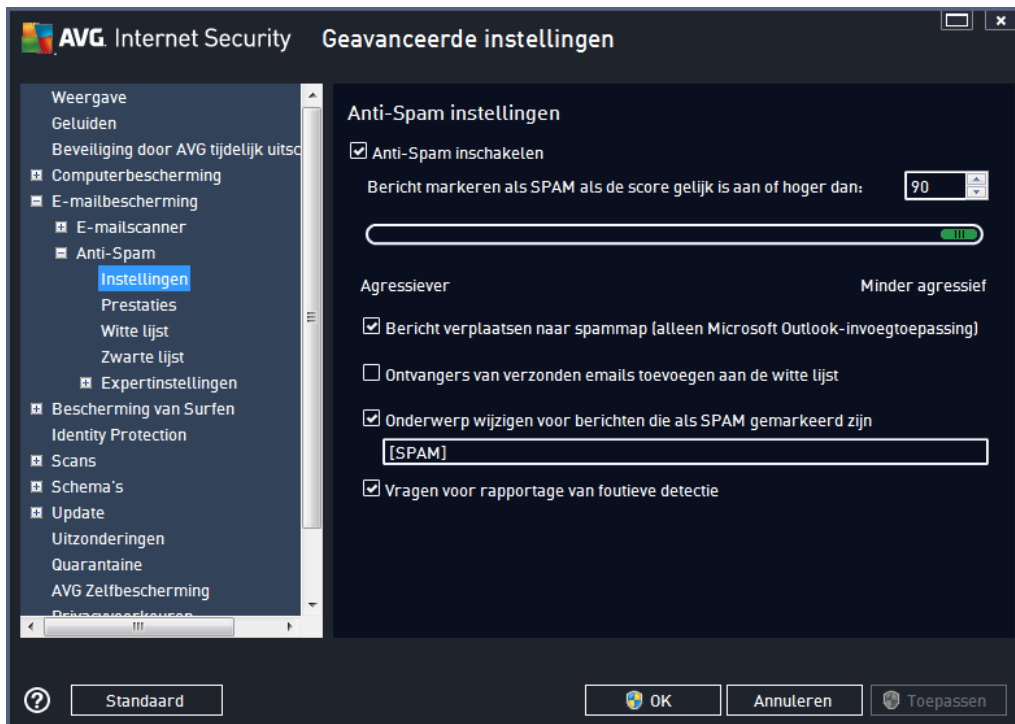 AVG. Internet Security Geavanceerde instellingen
Weergave
Geluiden
Beveiliging door AVG tijdelijk uitsc
Computerbescherming
E-mailbescherming
E-mailscanner
Anti-Spam
Instellingen
Prestaties
Witte lijst
Zwarte lijst
Expertinstellingen
Bescherming van Surfen
Identity Protection
Scans
Schema's
Update
Uitzonderingen
Quarantaine
AVG Zelfbescherming
Privacyvoorkeuren
Anti-Spam instellingen
Anti-Spam inschakelen
Bericht markeren als SPAM als de score gelijk is aan of hoger dan: 90
Agressiever Minder agressief
Bericht verplaatsen naar spammap (alleen Microsoft Outlook-invoegtoepassing)
Ontvangers van verzonden emails toevoegen aan de witte lijst
Onderwerp wijzigen voor berichten die als SPAM gemarkeerd zijn
[SPAM]
Vragen voor rapportage van foutieve detectie
? Standaard OK Annuleren Toepassen